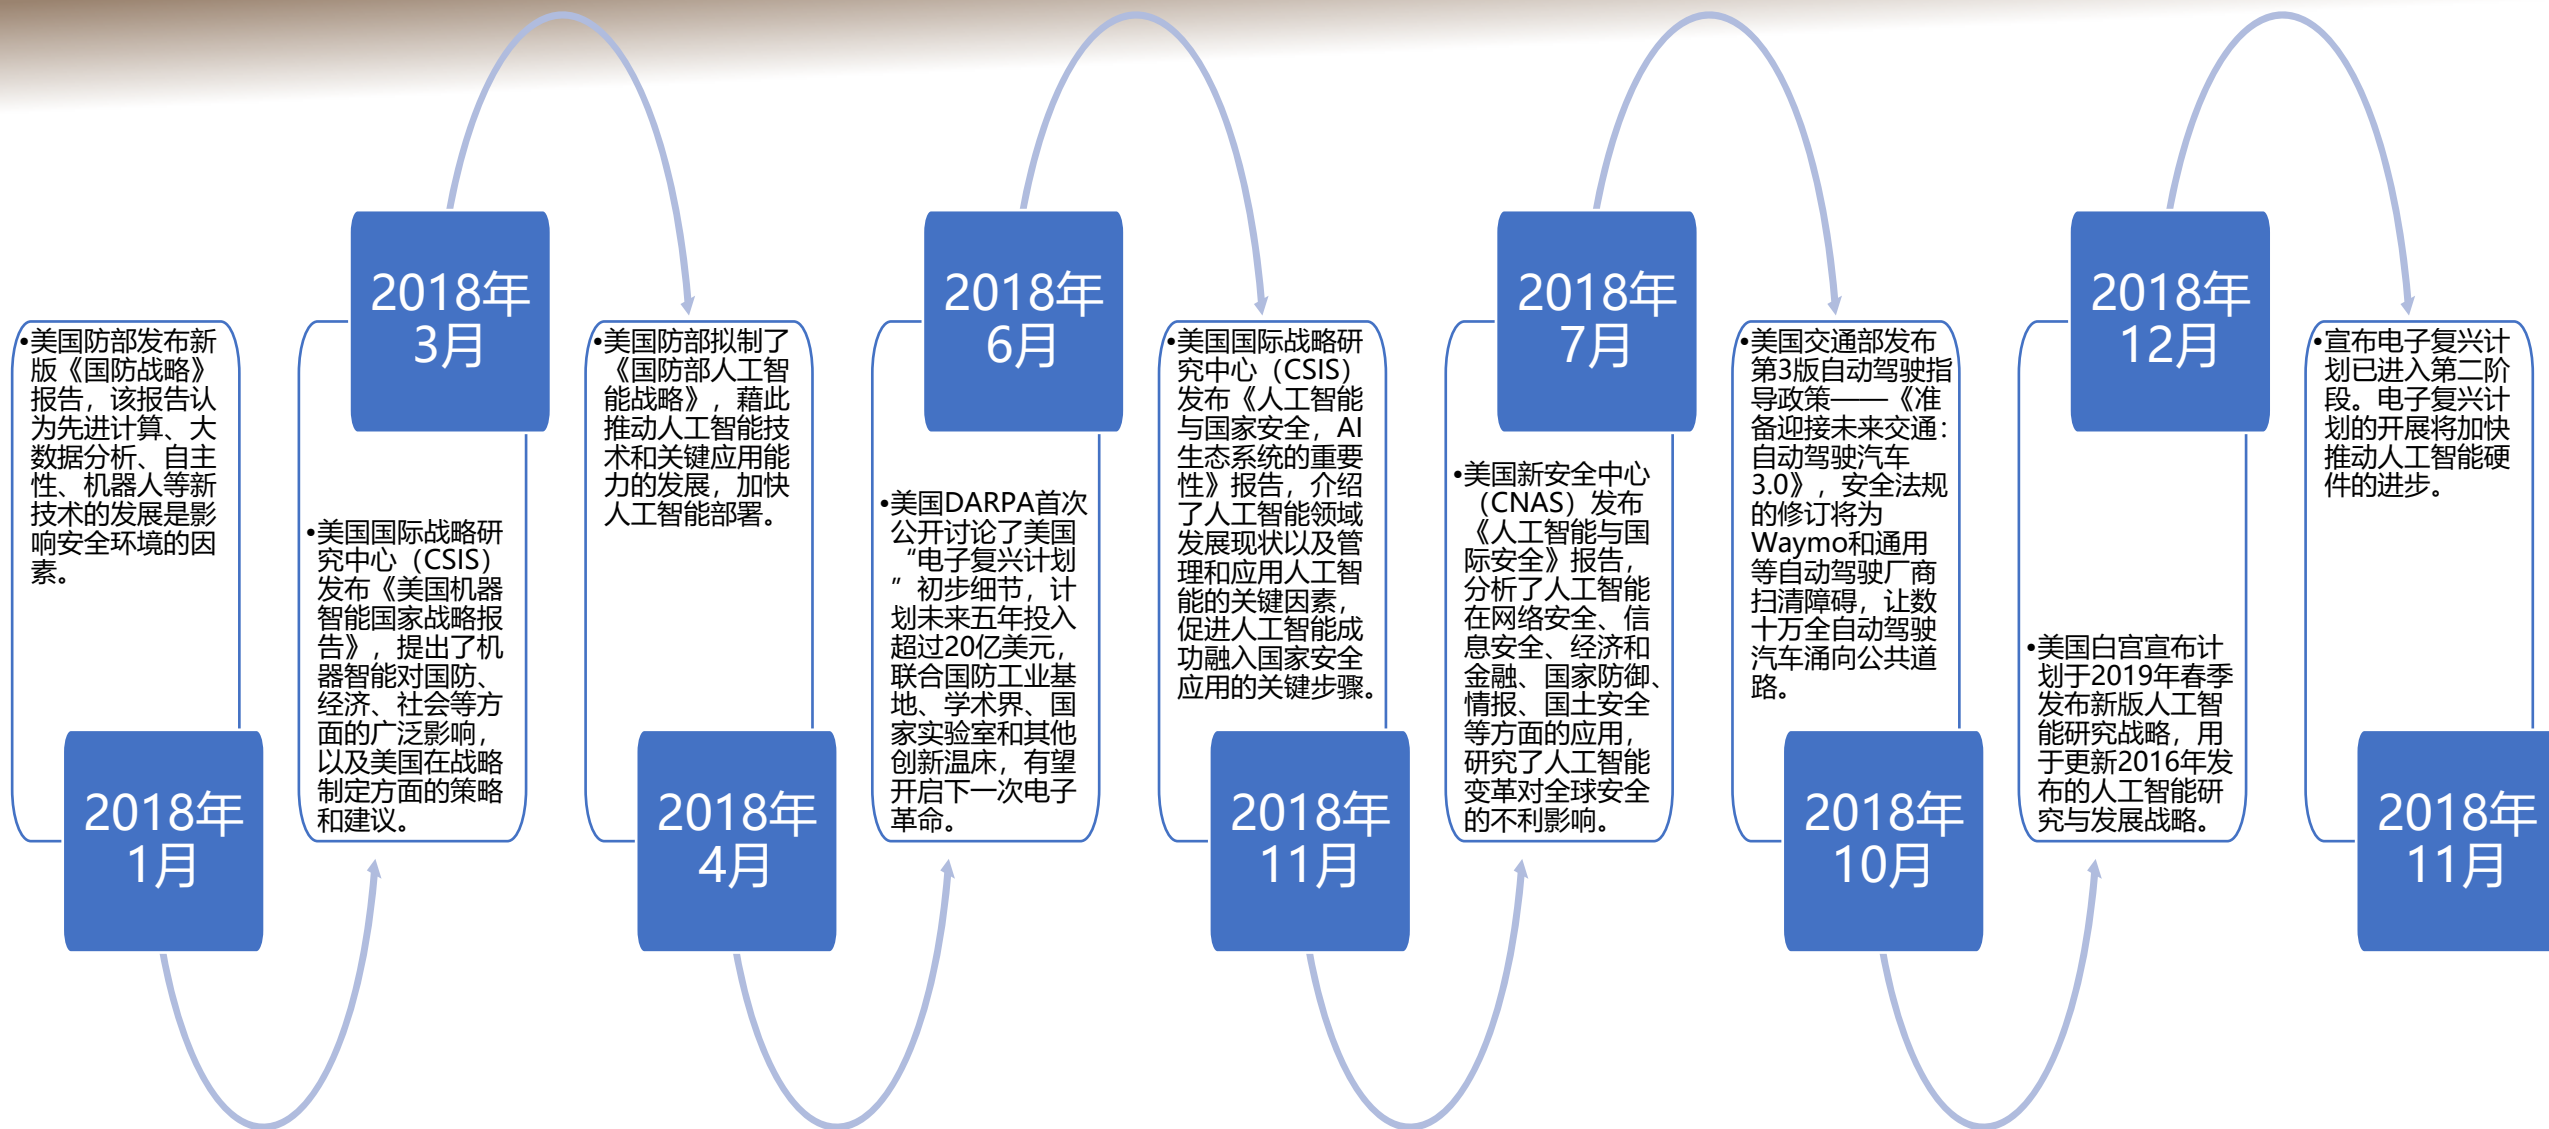 •美国防部发布新
版《国防战略》
报告，该报告认
为先进计算、大
数据分析、自主
性、机器人等新
技术的发展是影
响安全环境的因
素。
2018年
1月
2018年
3月
•美国国际战略研
究中心（CSIS）
发布《美国机器
智能国家战略报
告》，提出了机
器智能对国防、
经济、社会等方
面的广泛影响，
以及美国在战略
制定方面的策略
和建议。
•美国防部拟制了
《国防部人工智
能战略》，藉此
推动人工智能技
术和关键应用能
力的发展，加快
人工智能部署。
2018年
4月
2018年
6月
•美国DARPA首次
公开讨论了美国
“电子复兴计划
”初步细节，计
划未来五年投入
超过20亿美元，
联合国防工业基
地、学术界、国
家实验室和其他
创新温床，有望
开启下一次电子
革命。
•美国国际战略研
究中心（CSIS）
发布《人工智能
与国家安全，AI
生态系统的重要
性》报告，介绍
了人工智能领域
发展现状以及管
理和应用人工智
能的关键因素，
促进人工智能成
功融入国家安全
应用的关键步骤。
2018年
11月
2018年
7月
•美国新安全中心
（CNAS）发布
《人工智能与国
际安全》报告，
分析了人工智能
在网络安全、信
息安全、经济和
金融、国家防御、
情报、国土安全
等方面的应用，
研究了人工智能
变革对全球安全
的不利影响。
•美国交通部发布
第3版自动驾驶指
导政策——《准
备迎接未来交通：
自动驾驶汽车
3.0》，安全法规
的修订将为
Waymo和通用
等自动驾驶厂商
扫清障碍，让数
十万全自动驾驶
汽车涌向公共道
路。
2018年
10月
2018年
12月
•美国白宫宣布计
划于2019年春季
发布新版人工智
能研究战略，用
于更新2016年发
布的人工智能研
究与发展战略。
•宣布电子复兴计
划已进入第二阶
段。电子复兴计
划的开展将加快
推动人工智能硬
件的进步。
2018年
11月